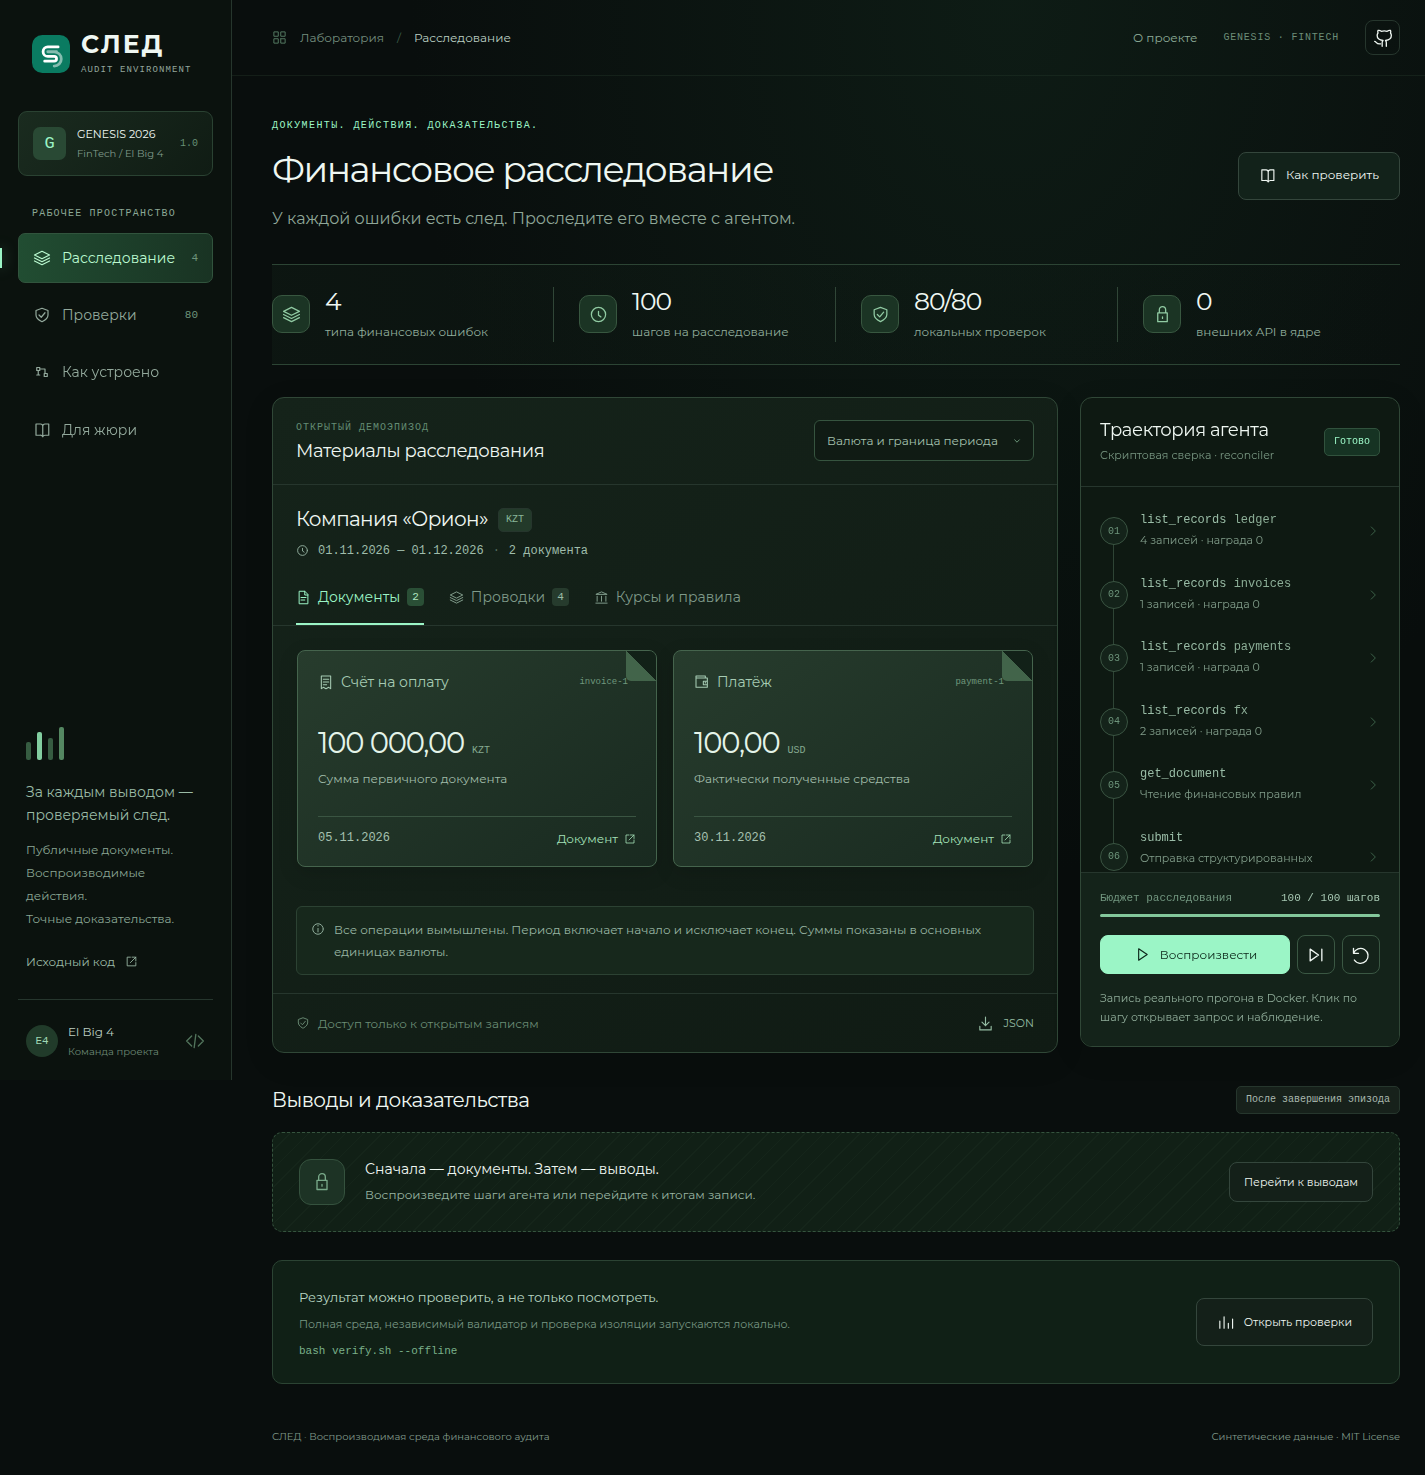 СЛЕД
AUDIT ENVIRONMENT
G
GENESIS 2026
FinTech / EI Big 4
1.0
РАБОЧЕЕ ПРОСТРАНСТВО
Расследование 4
Проверки 80
Как устроено
Для жюри
За каждым выводом —
проверяемый след.
Публичные документы.
Воспроизводимые
действия.
Точные доказательства.
Исходный код
E4
EI Big 4
Команда проекта
Лаборатория / Расследование
О проекте
GENESIS · FINTECH
ДОКУМЕНТЫ. ДЕЙСТВИЯ. ДОКАЗАТЕЛЬСТВА.
Финансовое расследование
У каждой ошибки есть след. Проследите его вместе с агентом.
Как проверить
4
типа финансовых ошибок
100
шагов на расследование
80/80
локальных проверок
0
внешних API в ядре
ОТКРЫТЫЙ ДЕМОЭПИЗОД
Материалы расследования
Валюта и граница периода
Компания «Орион» KZT
01.11.2026 — 01.12.2026 · 2 документа
Документы 2
Проводки 4
Курсы и правила
Счёт на оплату
invoice-1
100 000,00 KZT
Сумма первичного документа
05.11.2026
Документ
Платёж
payment-1
100,00 USD
Фактически полученные средства
30.11.2026
Документ
Все операции вымышлены. Период включает начало и исключает конец. Суммы показаны в основных
единицах валюты.
Доступ только к открытым записям
JSON
Траектория агента
Скриптовая сверка · reconciler
Готово
01
list_records ledger
4 записей · награда 0
02
list_records invoices
1 записей · награда 0
03
list_records payments
1 записей · награда 0
04
list_records fx
2 записей · награда 0
05
get_document
Чтение финансовых правил
06
submit
Отправка структурированных
Бюджет расследования
100 / 100 шагов
Воспроизвести
Запись реального прогона в Docker. Клик по
шагу открывает запрос и наблюдение.
Выводы и доказательства
После завершения эпизода
Сначала — документы. Затем — выводы.
Воспроизведите шаги агента или перейдите к итогам записи.
Перейти к выводам
Результат можно проверить, а не только посмотреть.
Полная среда, независимый валидатор и проверка изоляции запускаются локально.
bash verify.sh --offline
Открыть проверки
СЛЕД · Воспроизводимая среда финансового аудита
Синтетические данные · MIT License